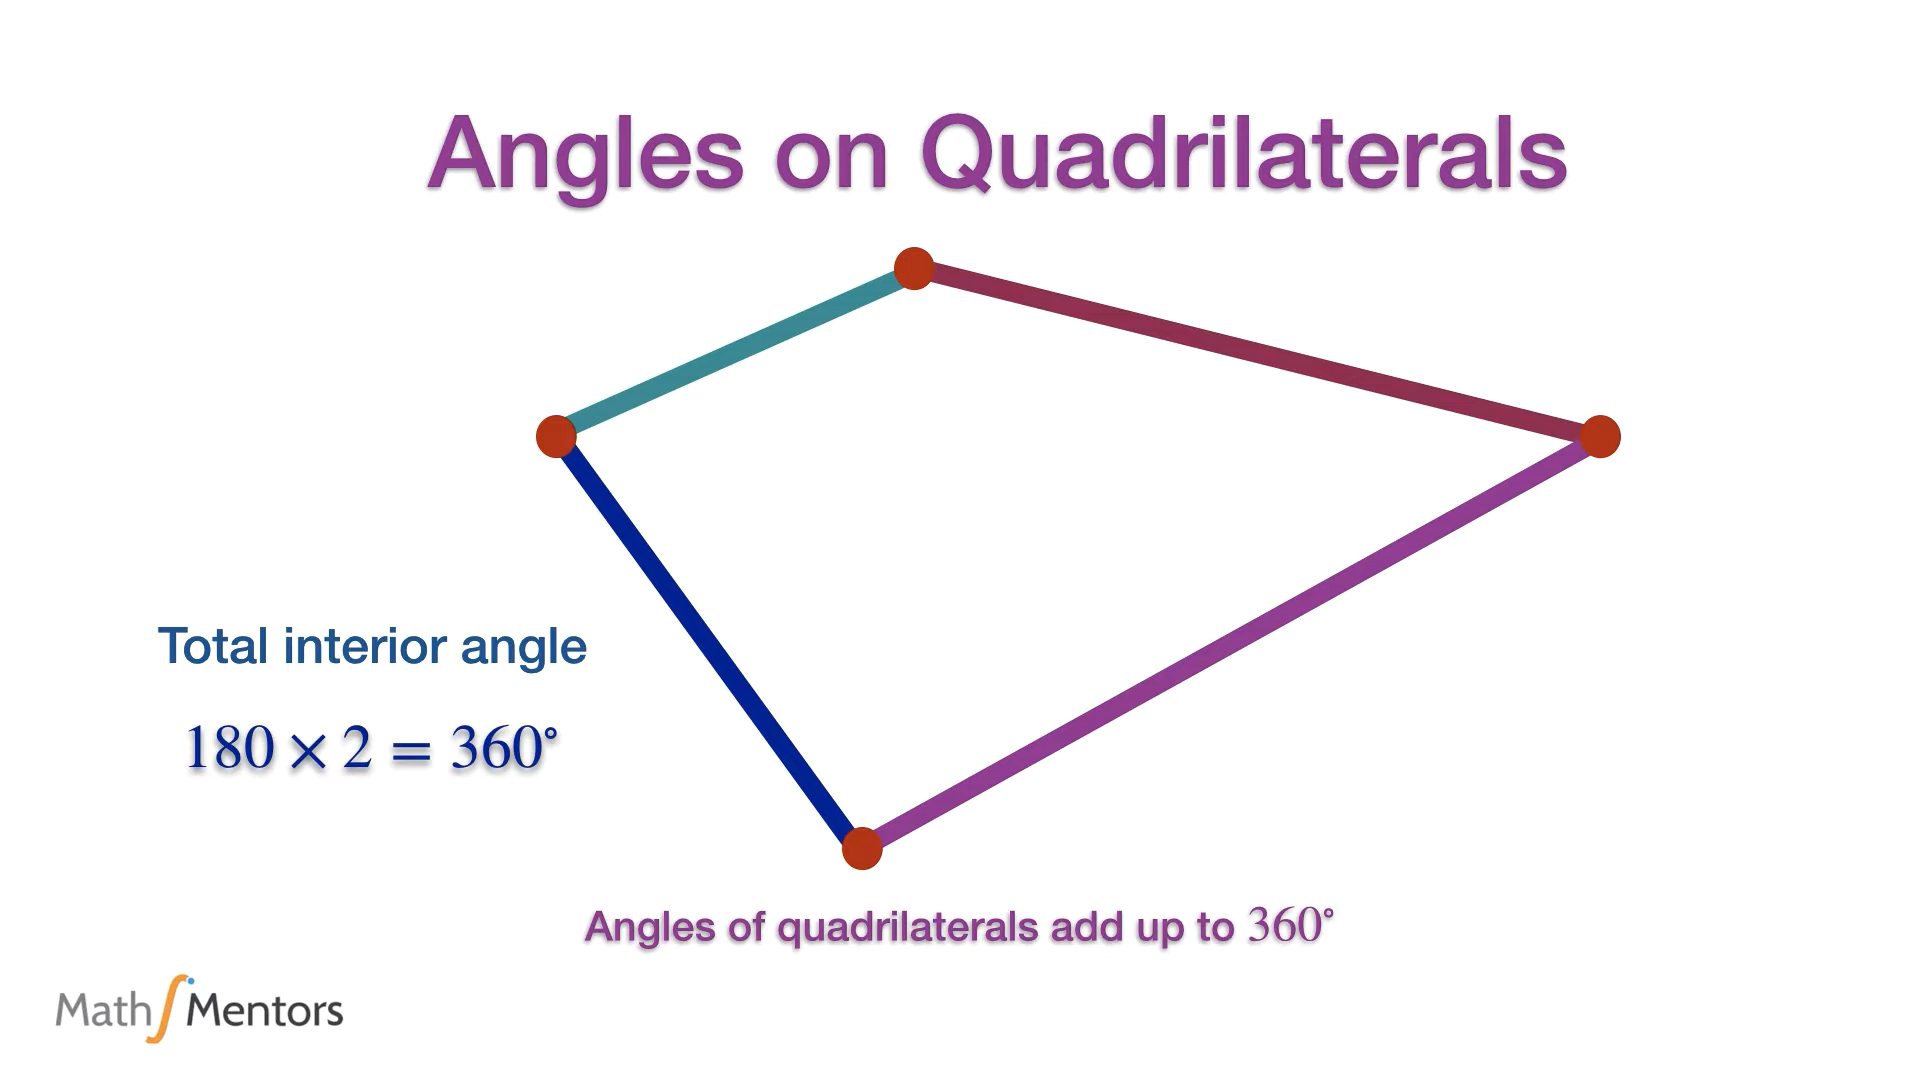 Angles on Quadrilaterals
Total interior angle
180 × 2 = 360°
Angles of quadrilaterals add up to 360°
Math Mentors